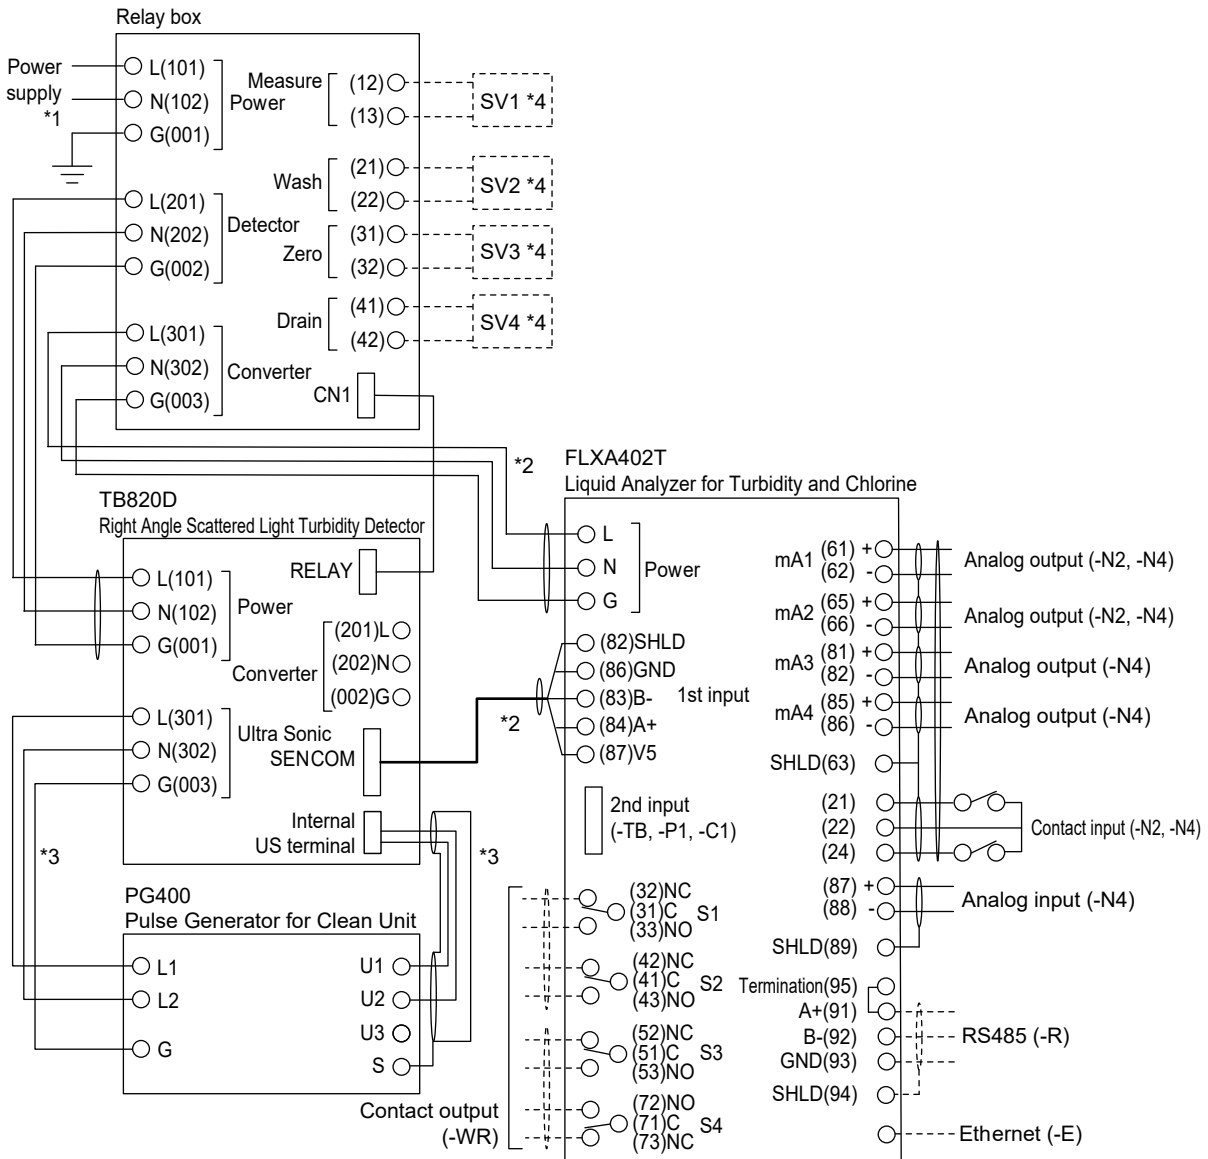 Relay box
Power
supply
*1
L(101)
N(102)
G(001)
Power
Measure
(12)
(13)
SV1 *4
Wash
(21)
(22)
SV2 *4
L(201)
N(202)
G(002)
Detector
Zero
(31)
(32)
SV3 *4
Drain
(41)
(42)
SV4 *4
L(301)
N(302)
G(003)
Converter
CN1
*2
TB820D
Right Angle Scattered Light Turbidity Detector
RELAY
L(101)
N(102)
G(001)
Power
Converter
(201)L
(202)N
(002)G
L(301)
N(302)
G(003)
Ultra Sonic
SENCOM
Internal
US terminal
*3
*3
*2
PG400
Pulse Generator for Clean Unit
L1
L2
G
U1
U2
U3
S
FLXA402T
Liquid Analyzer for Turbidity and Chlorine
L
N
G
Power
(82)SHLD
(86)GND
(83)B-
(84)A+
(87)V5
1st input
2nd input
(-TB, -P1, -C1)
Contact output
(-WR)
(32)NC
(31)C
(33)NO
S1
(42)NC
(41)C
(43)NO
S2
(52)NC
(51)C
(53)NO
S3
(72)NO
(71)C
(73)NC
S4
mA1
(61) +
(62) -
Analog output (-N2, -N4)
mA2
(65) +
(66) -
Analog output (-N2, -N4)
mA3
(81) +
(82) -
Analog output (-N4)
mA4
(85) +
(86) -
Analog output (-N4)
SHLD(63)
(21)
(22)
(24)
Contact input (-N2, -N4)
(87) +
(88) -
Analog input (-N4)
SHLD(89)
Termination(95)
A+(91)
B-(92)
GND(93)
SHLD(94)
RS485 (-R)
Ethernet (-E)